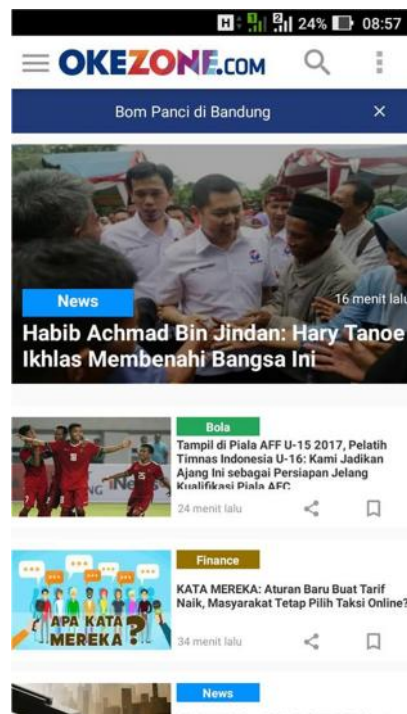 H 1 2 24% 08:57
OKEZONE.COM
Bom Panci di Bandung ×
News
16 menit lalu
Habib Achmad Bin Jindan: Hary Tanoe
Ikhlas Membenahi Bangsa Ini
Bola
Tampil di Piala AFF U-15 2017, Pelatih
Timnas Indonesia U-16: Kami Jadikan
Ajang Ini sebagai Persiapan Jelang
Kualifikasi Piala AFC
iNews
24 menit lalu
Finance
KATA MEREKA: Aturan Baru Buat Tarif
Naik, Masyarakat Tetap Pilih Taksi Online?
APA KATA
MEREKA?
34 menit lalu
News